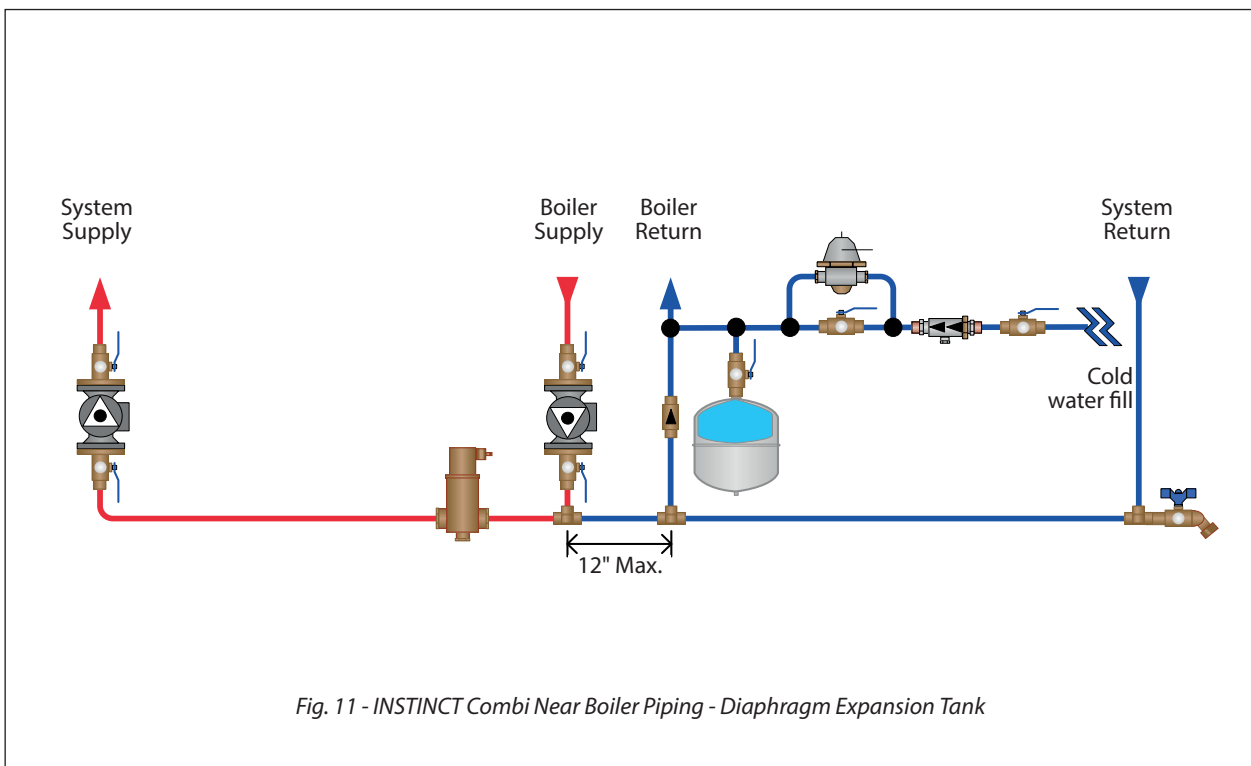 System
Supply
Boiler
Supply
Boiler
Return
System
Return
Cold
water fill
12" Max.
Fig. 11 - INSTINCT Combi Near Boiler Piping - Diaphragm Expansion Tank